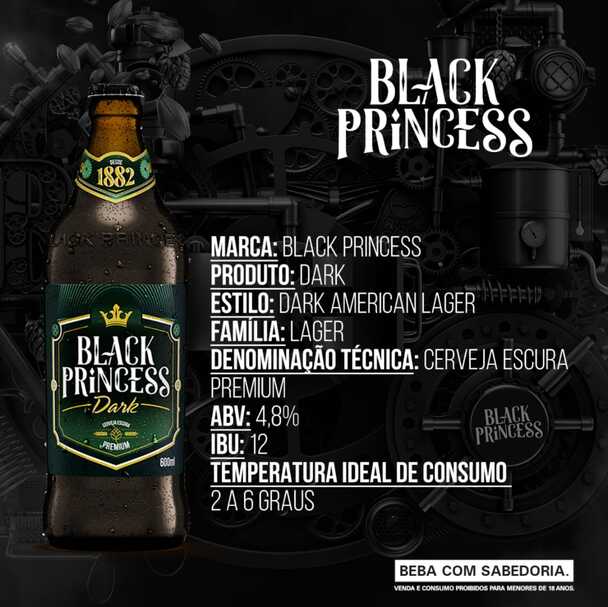 BLACK
PRINCESS
DESDE
1882
BLACK PRINCESS
BLACK
PRINCESS
Dark
CERVEJA ESCURA
PREMIUM
600ml
MARCA: BLACK PRINCESS
PRODUTO: DARK
ESTILO: DARK AMERICAN LAGER
FAMÍLIA: LAGER
DENOMINAÇÃO TÉCNICA: CERVEJA ESCURA
PREMIUM
ABV: 4,8%
IBU: 12
TEMPERATURA IDEAL DE CONSUMO
2 A 6 GRAUS
BLACK
PRINCESS
BEBA COM SABEDORIA.
VENDA E CONSUMO PROIBIDOS PARA MENORES DE 18 ANOS.